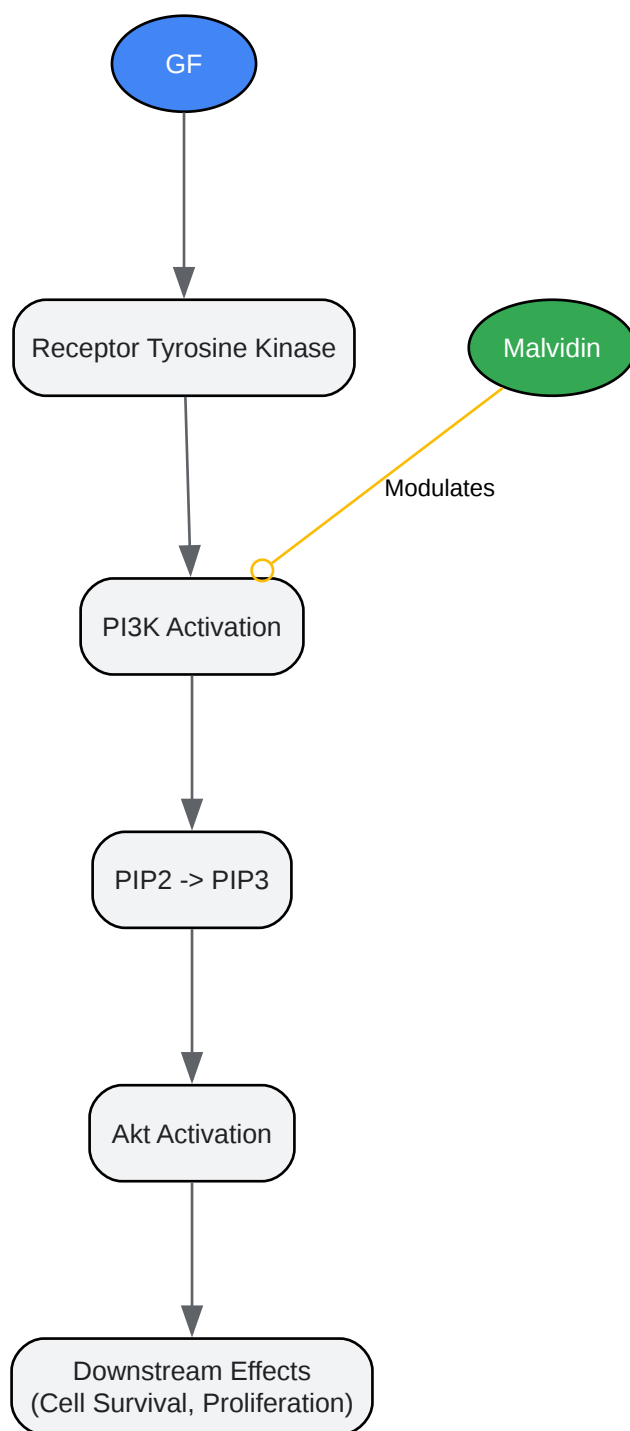 GF
Receptor Tyrosine Kinase
Malvidin
Modulates
PI3K Activation
PIP2 -> PIP3
Akt Activation
Downstream Effects
(Cell Survival, Proliferation)